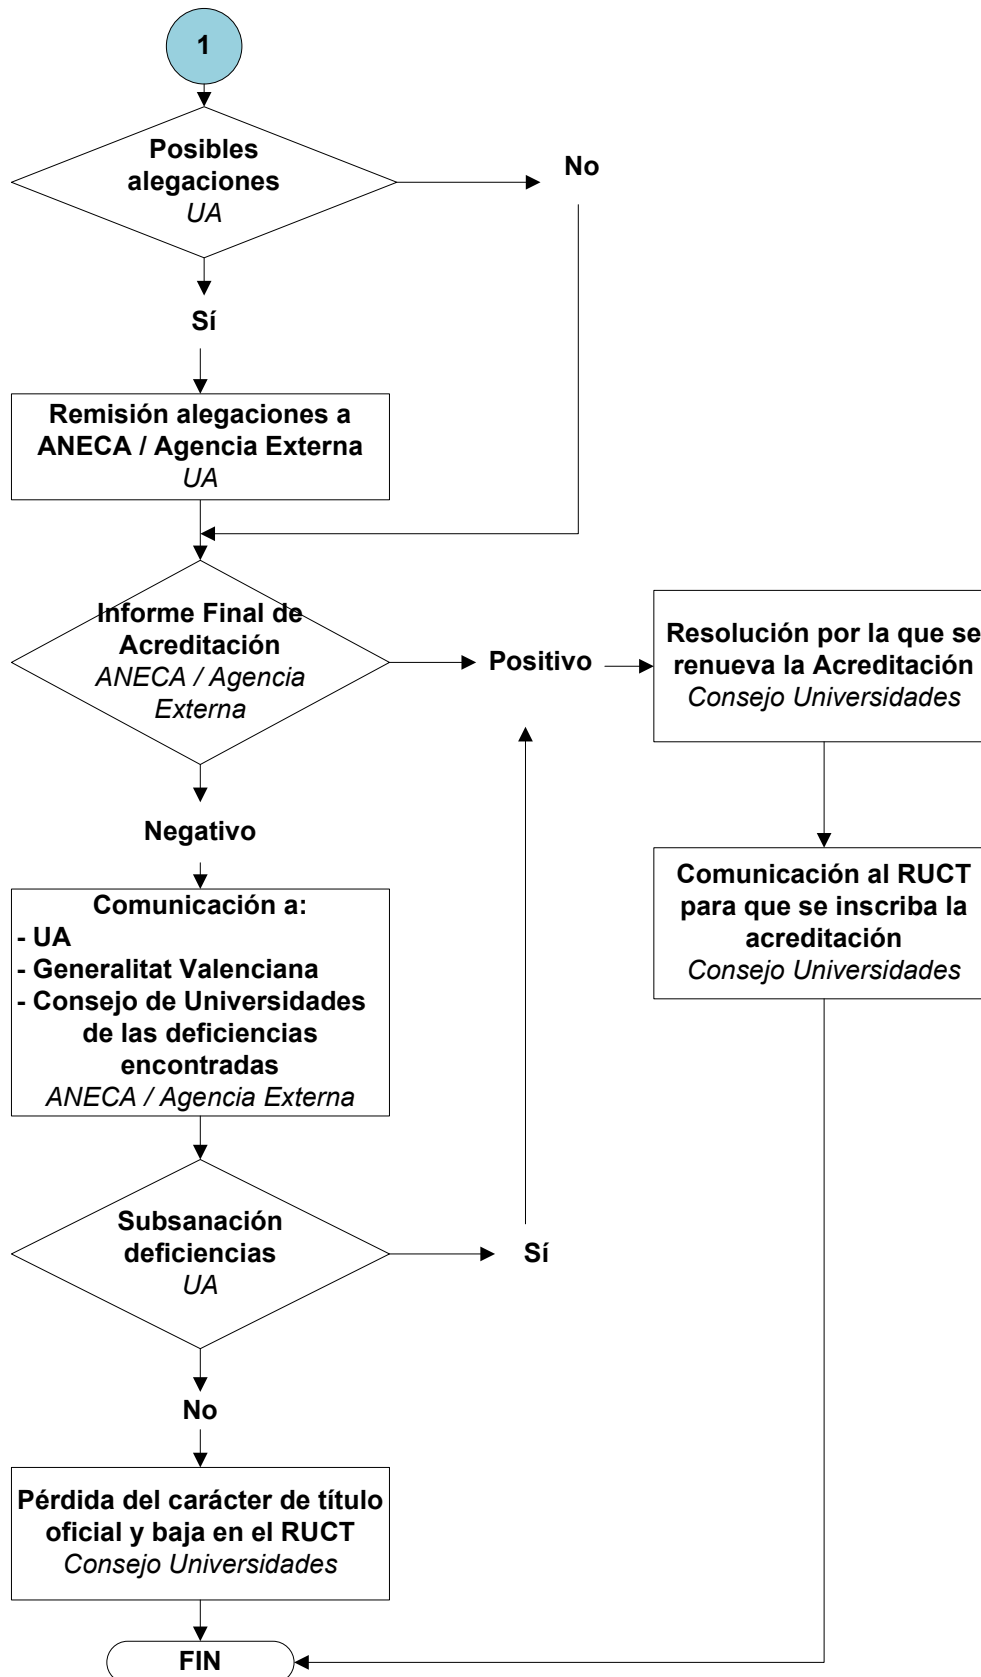 1
Posibles
alegaciones
UA
No
Sí
Remisión alegaciones a
ANECA / Agencia Externa
UA
Informe Final de
Acreditación
ANECA / Agencia
Externa
Positivo
Resolución por la que se
renueva la Acreditación
Consejo Universidades
Negativo
Comunicación al RUCT
para que se inscriba la
acreditación
Consejo Universidades
Comunicación a:
- UA
- Generalitat Valenciana
- Consejo de Universidades
de las deficiencias
encontradas
ANECA / Agencia Externa
Subsanación
deficiencias
UA
Sí
No
Pérdida del carácter de título
oficial y baja en el RUCT
Consejo Universidades
FIN